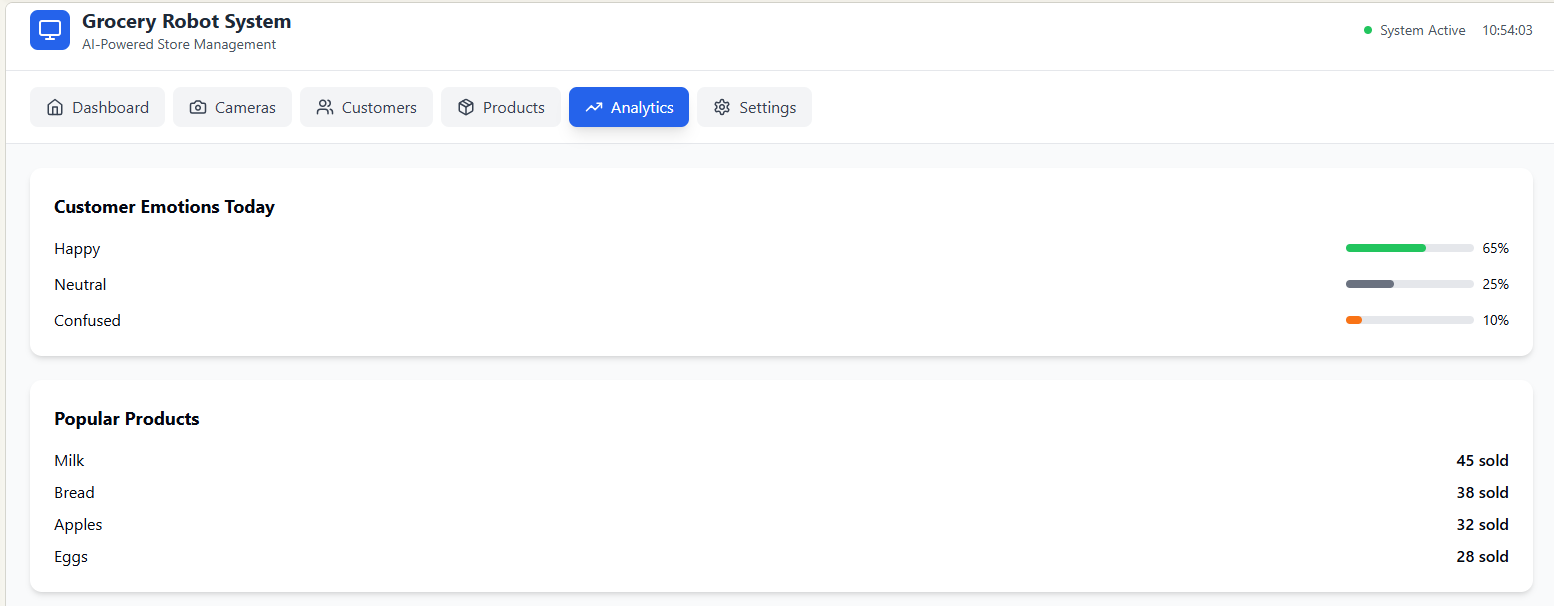 Grocery Robot System
AI-Powered Store Management
System Active 10:54:03
Dashboard Cameras Customers Products Analytics Settings
Customer Emotions Today
Happy 65%
Neutral 25%
Confused 10%
Popular Products
Milk 45 sold
Bread 38 sold
Apples 32 sold
Eggs 28 sold